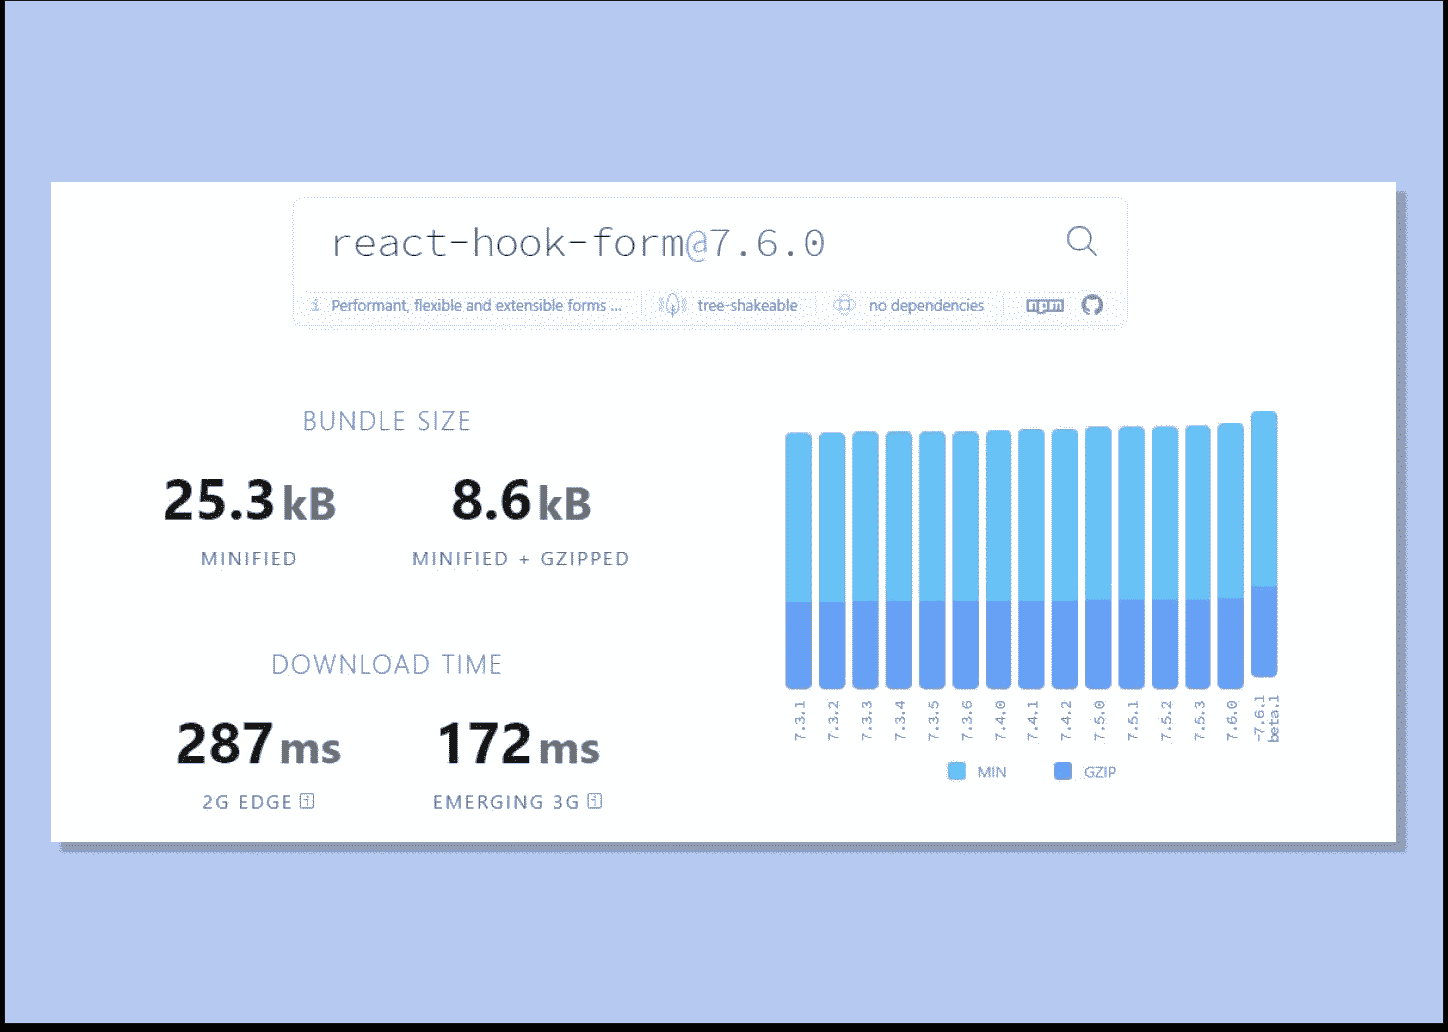 react-hook-form@7.6.0
Performant, flexible and extensible forms ...
tree-shakeable
no dependencies
npm
BUNDLE SIZE
25.3 kB
8.6 kB
MINIFIED
MINIFIED + GZIPPED
DOWNLOAD TIME
287 ms
172 ms
2G EDGE
EMERGING 3G
7.3.1
7.3.2
7.3.3
7.3.4
7.3.5
7.3.6
7.4.0
7.4.1
7.4.2
7.5.0
7.5.1
7.5.2
7.5.3
7.6.0
~7.6.1
beta.1
MIN
GZIP